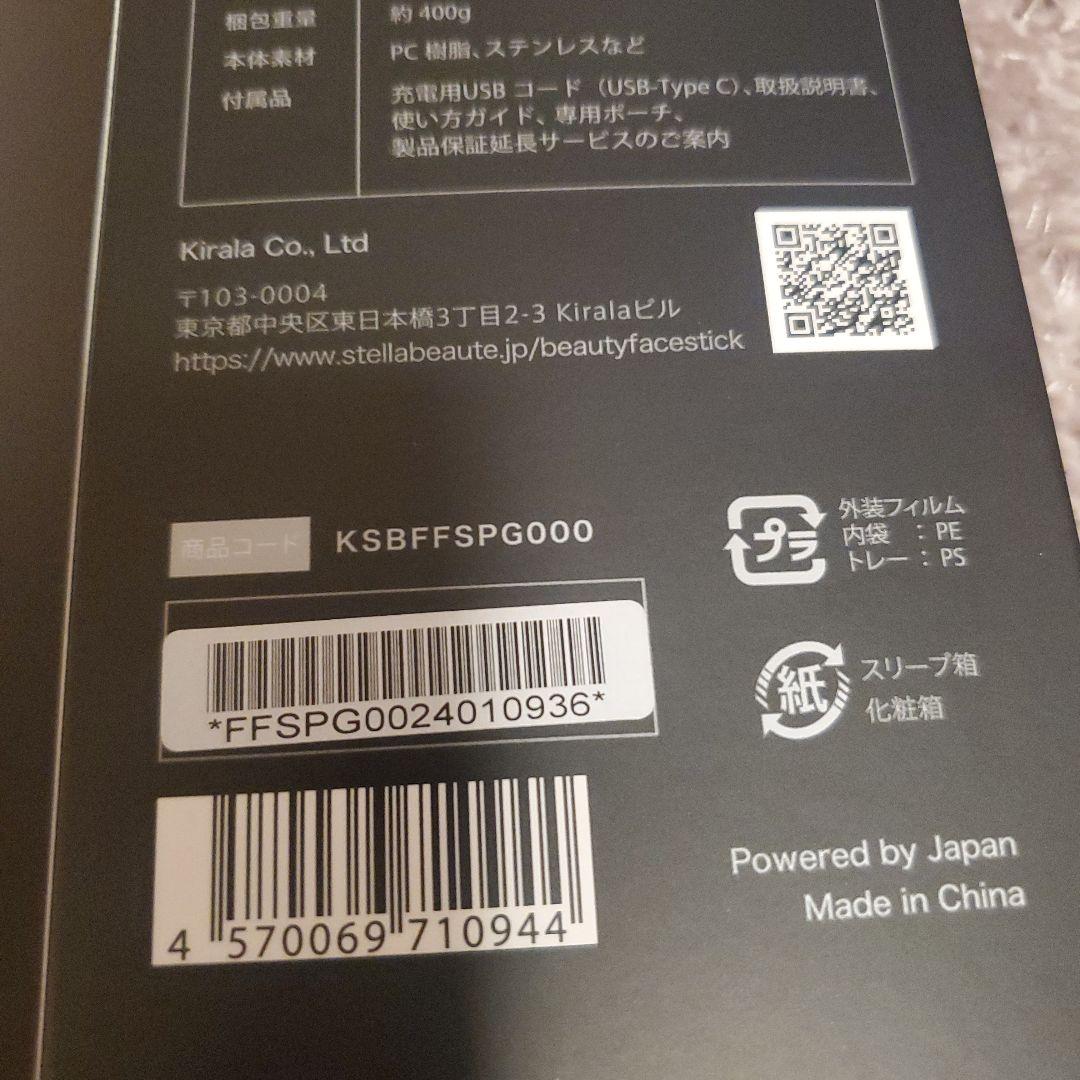 梱包重量 約 400g
本体素材 PC 樹脂、ステンレスなど
付属品 充電用USB コード（USB-Type C）、取扱説明書、
使い方ガイド、専用ポーチ、
製品保証延長サービスのご案内
Kirala Co., Ltd
〒103-0004
東京都中央区東日本橋3丁目2-3 Kiralaビル
https://www.stellabeaute.jp/beautyfacestick
商品コード KSBFFSPG000
*FFSPG0024010936*
4 570069 710944
プラ
外装フィルム
内袋 : PE
トレー : PS
紙
スリーブ箱
化粧箱
Powered by Japan
Made in China